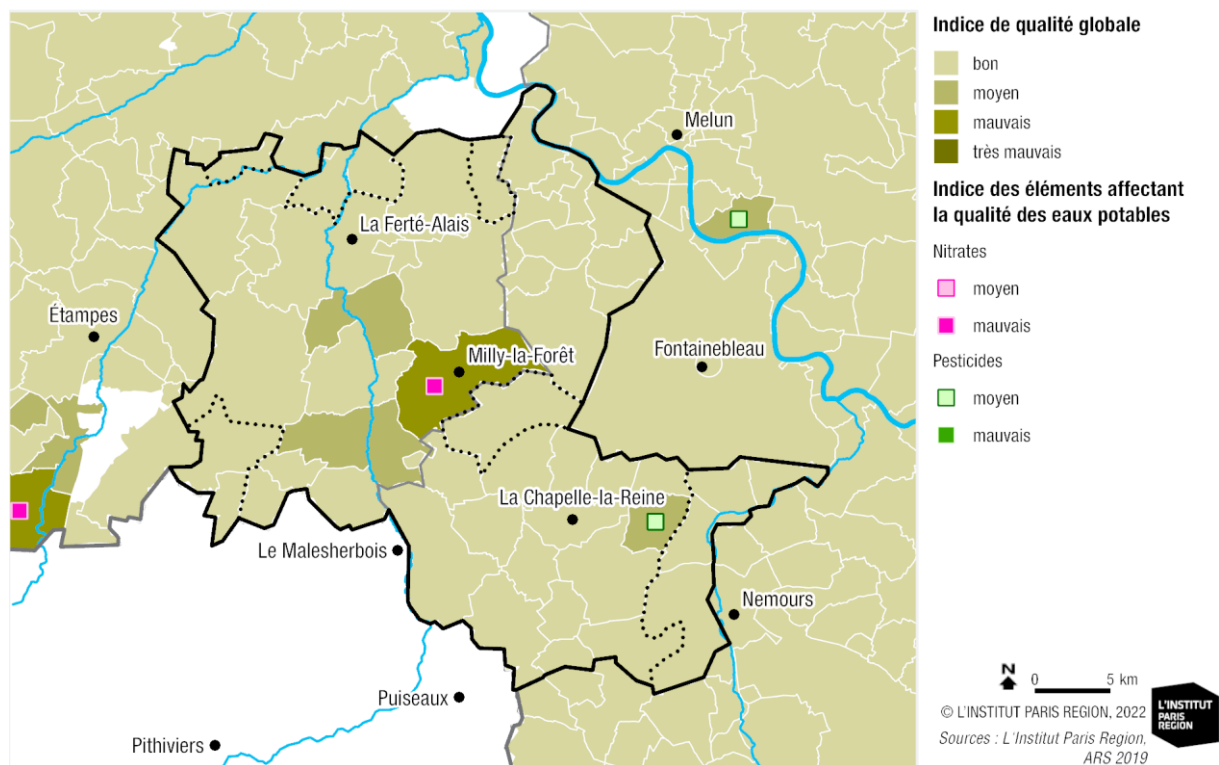 Indice de qualité globale
bon
moyen
mauvais
très mauvais
Indice des éléments affectant
la qualité des eaux potables
Nitrates
moyen
mauvais
Pesticides
moyen
mauvais
Melun
La Ferté-Alais
Étampes
Milly-la-Forêt
Fontainebleau
La Chapelle-la-Reine
Le Malesherbois
Nemours
Puiseaux
Pithiviers
N
0 5 km
© L'INSTITUT PARIS REGION, 2022
Sources : L'Institut Paris Region,
ARS 2019
L'INSTITUT
PARIS
REGION